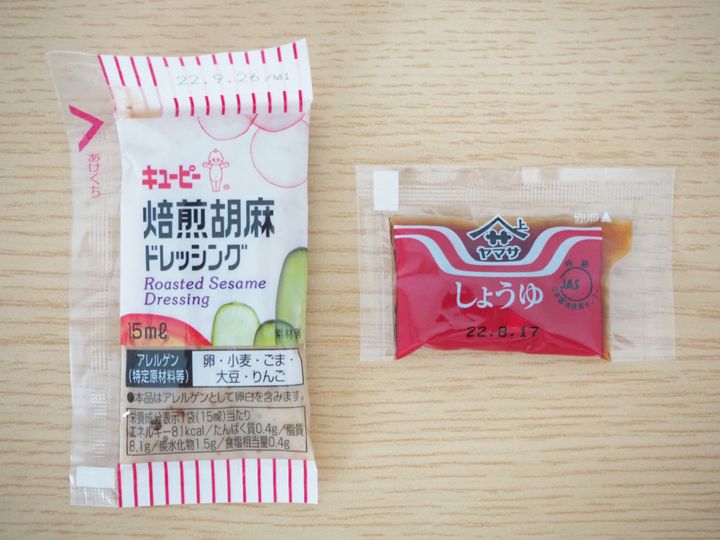 22.9.26/MI
あけくち
キューピー
®
焙煎胡麻
ドレッシング
Roasted Sesame
Dressing
15ml
アレルゲン
(特定原材料等)
卵・小麦・ごま・
大豆・りんご
●本品はアレルゲンとして卵白を含みます。
栄養成分表示1袋(15ml)当たり
エネルギー81kcal/たんぱく質0.4g/脂質
8.1g/炭水化物1.5g/食塩相当量0.4g
切り口
上
サ
ヤマサ
JAS
しょうゆ
22.8.17